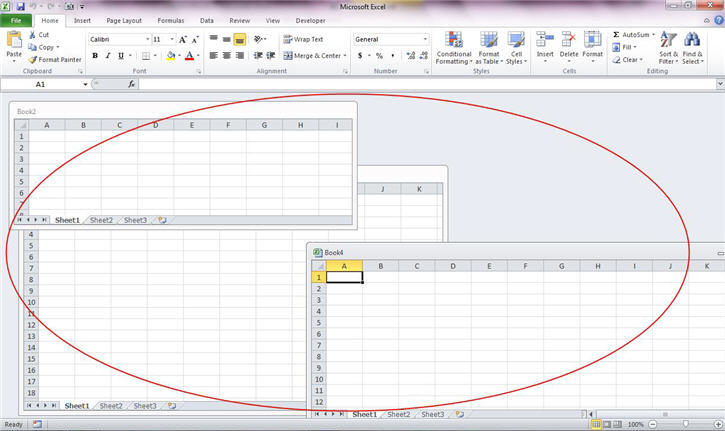 Microsoft Excel
File Home Insert Page Layout Formulas Data Review View Developer
Paste Cut Copy Format Painter Clipboard
Calibri 11 A A B I U A Font
Wrap Text Merge & Center Alignment
General $ % , .0 .00 .00 .0 Number
Conditional Formatting Format as Table Cell Styles Styles
Insert Delete Format Cells
Σ AutoSum Fill Clear Sort & Filter Find & Select Editing
A1 fx
Book2
A B C D E F G H I
1
2
3
4
5
6
7
8
Sheet1 Sheet2 Sheet3
J K
4
5
6
7
8
9
10
11
12
13
14
15
16
17
18
Sheet1 Sheet2 Sheet3
Book4
A B C D E F G H I J K
1
2
3
4
5
6
7
8
9
10
11
12
Sheet1 Sheet2 Sheet3
Ready 100%